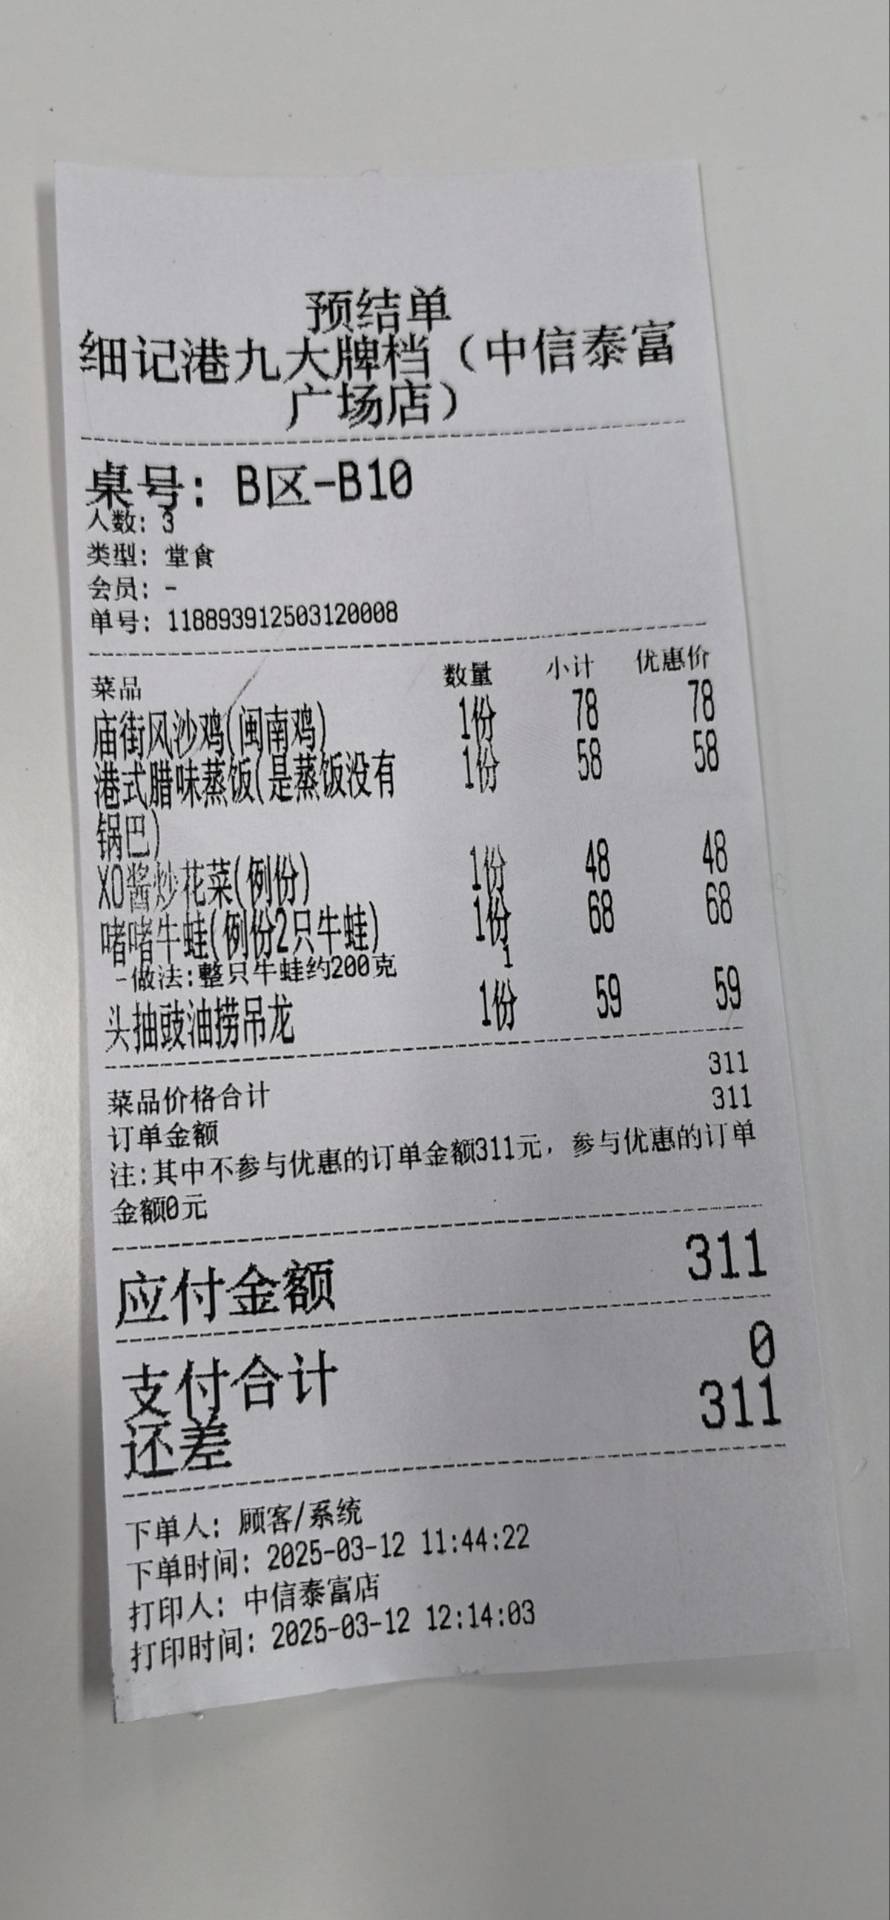 预结单
细记港九大牌档（中信泰富
广场店）
桌号: B区-B10
人数: 3
类型: 堂食
会员: -
单号: 118893912503120008
菜品 数量 小计 优惠价
庙街风沙鸡(闽南鸡) 1份 78 78
港式腊味蒸饭(是蒸饭没有 1份 58 58
锅巴)
XO酱炒花菜(例份) 1份 48 48
啫啫牛蛙(例份2只牛蛙) 1份 68 68
-做法:整只牛蛙约200克 1
头抽豉油捞吊龙 1份 59 59
菜品价格合计 311
订单金额 311
注:其中不参与优惠的订单金额311元, 参与优惠的订单
金额0元
应付金额 311
支付合计 0
还差 311
下单人: 顾客/系统
下单时间: 2025-03-12 11:44:22
打印人: 中信泰富店
打印时间: 2025-03-12 12:14:03